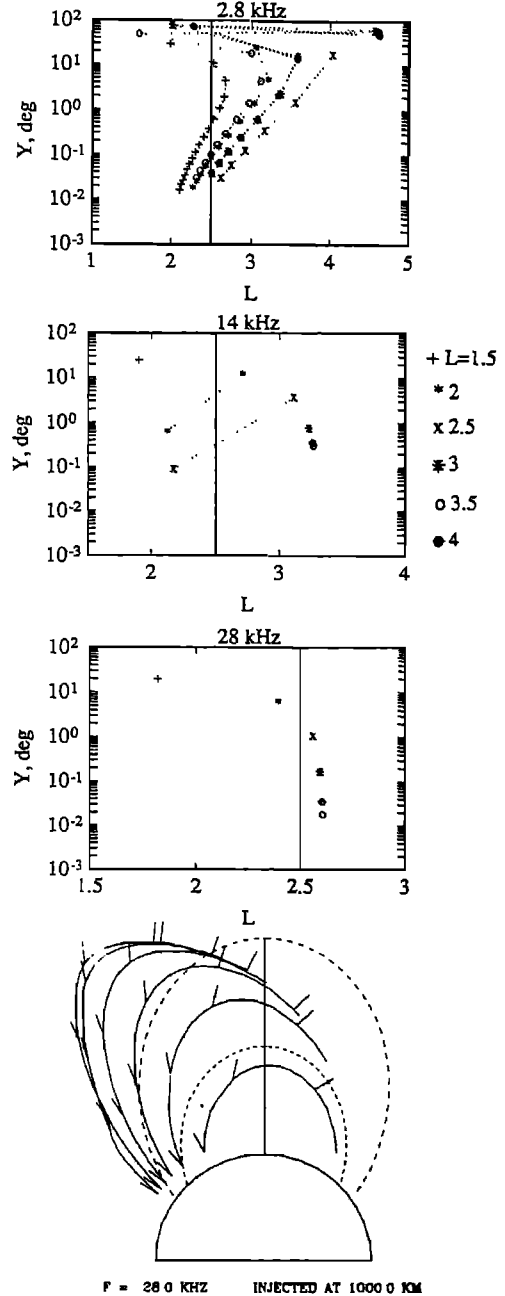 2.8 kHz
Y, deg
10²
10¹
10⁰
10⁻¹
10⁻²
10⁻³
1 2 3 4 5
L
14 kHz
Y, deg
10²
10¹
10⁰
10⁻¹
10⁻²
10⁻³
2 3 4
L
+ L=1.5
* 2
x 2.5
* 3
o 3.5
● 4
28 kHz
Y, deg
10²
10¹
10⁰
10⁻¹
10⁻²
10⁻³
1.5 2 2.5 3
L
F = 28 0 KHZ INJECTED AT 1000 0 KM